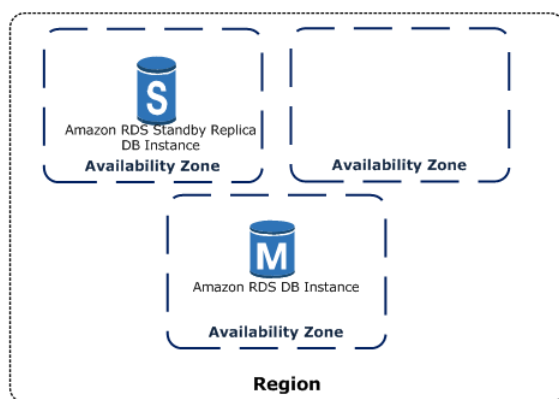 S
Amazon RDS Standby Replica
DB Instance
Availability Zone
Availability Zone
M
Amazon RDS DB Instance
Availability Zone
Region